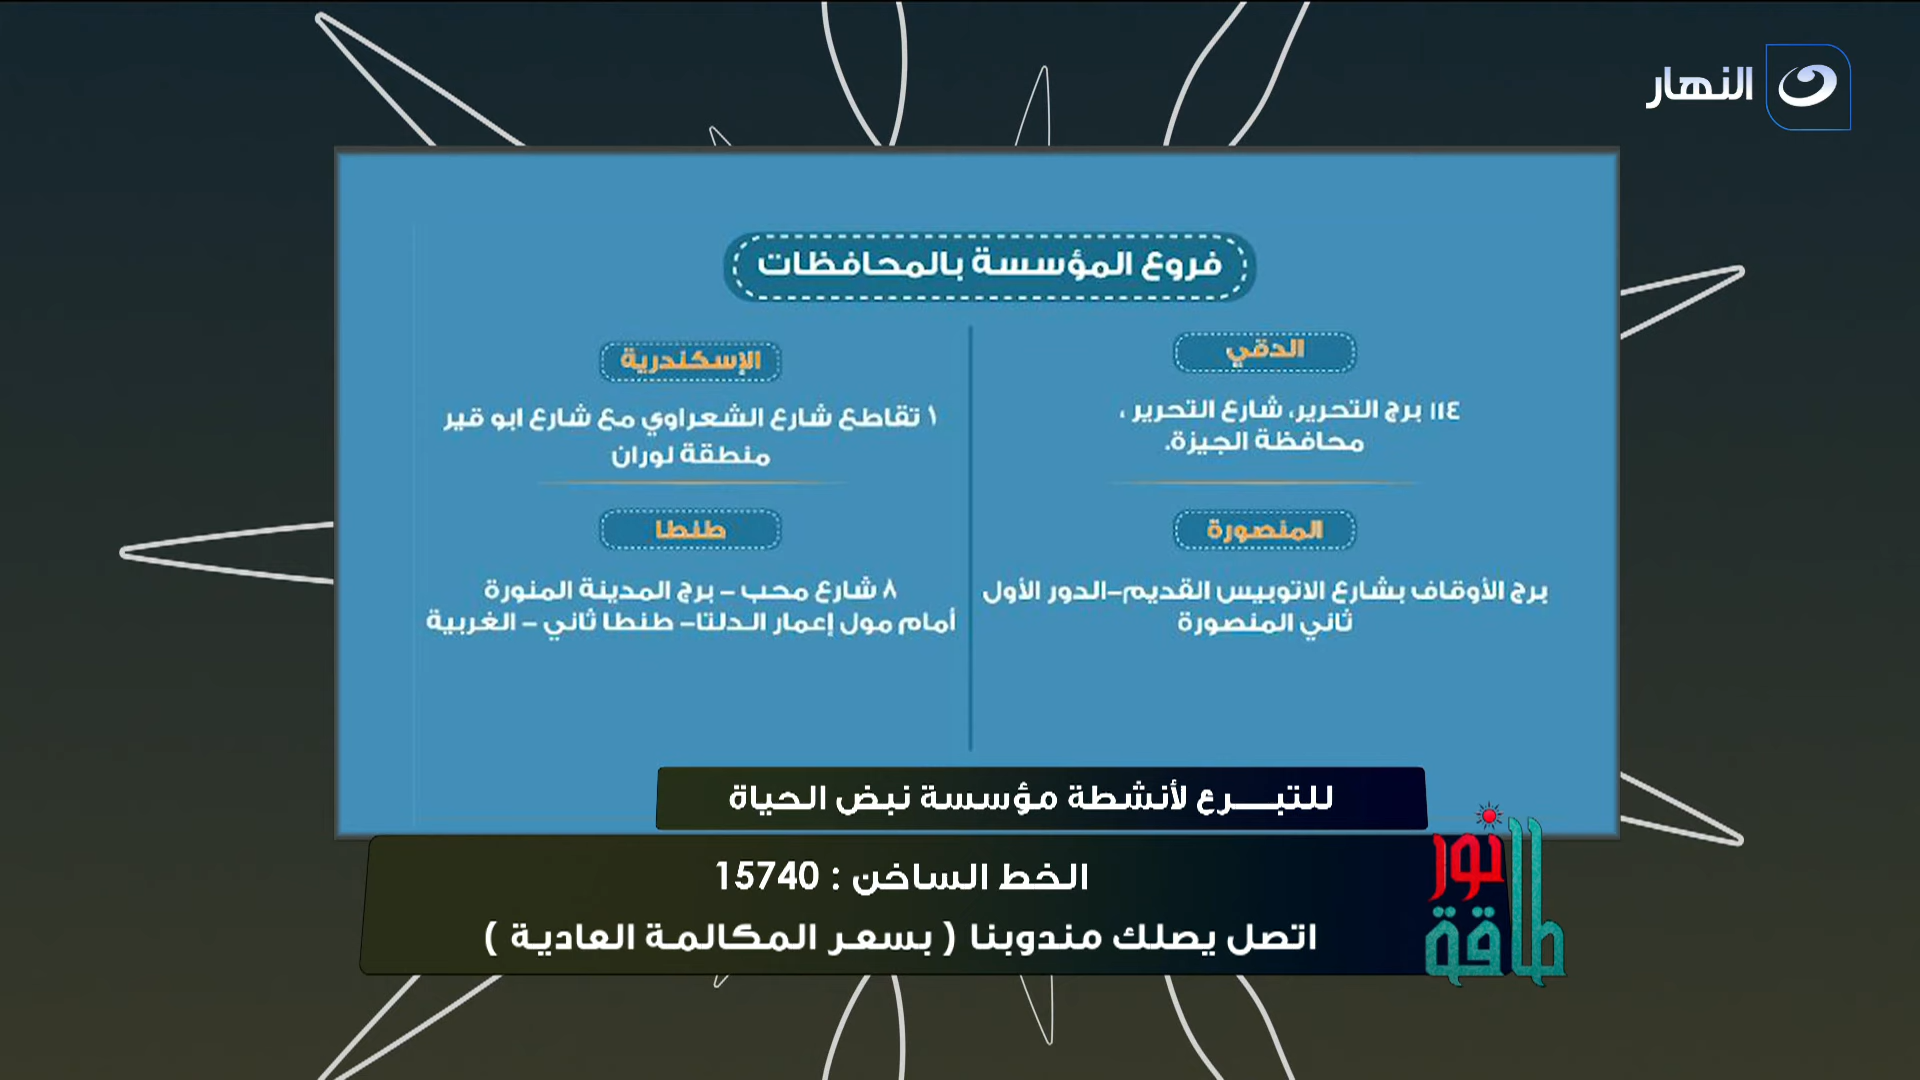 النهار
فروع المؤسسة بالمحافظات
الدقي
١١٤ برج التحرير، شارع التحرير ،
محافظة الجيزة.
الإسكندرية
١ تقاطع شارع الشعراوي مع شارع ابو قير
منطقة لوران
المنصورة
برج الأوقاف بشارع الاتوبيس القديم-الدور الأول
ثاني المنصورة
طنطا
٨ شارع محب - برج المدينة المنورة
أمام مول إعمار الدلتا- طنطا ثاني - الغربية
للتبـــرع لأنشطة مؤسسة نبض الحياة
الخط الساخن : 15740
اتصل يصلك مندوبنا ( بسعر المكالمة العادية )
طاقة
نور